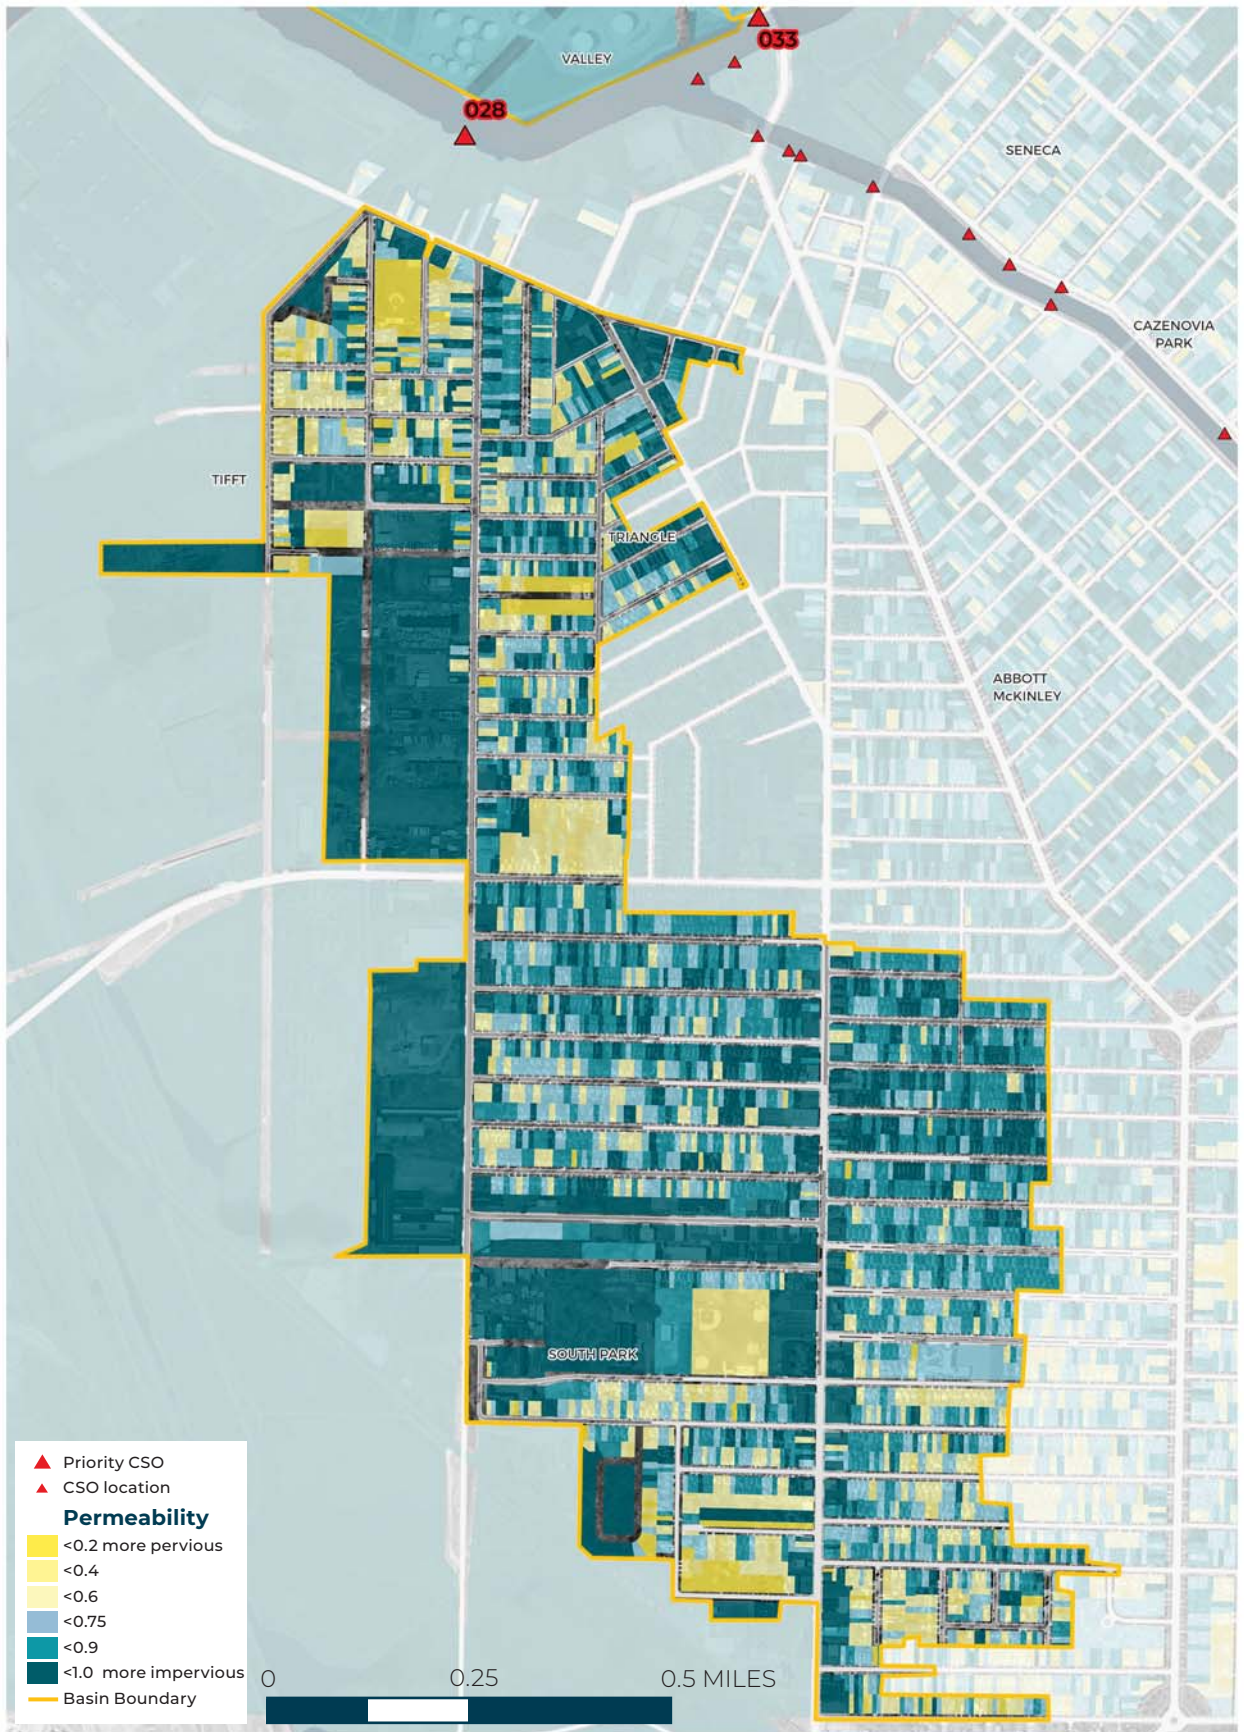 033
VALLEY
028
SENECA
CAZENOVIA
PARK
TIFFT
TRIANGLE
ABBOTT
McKINLEY
SOUTH PARK
Priority CSO
CSO location
Permeability
<0.2 more pervious
<0.4
<0.6
<0.75
<0.9
<1.0 more impervious
Basin Boundary
0 0.25 0.5 MILES